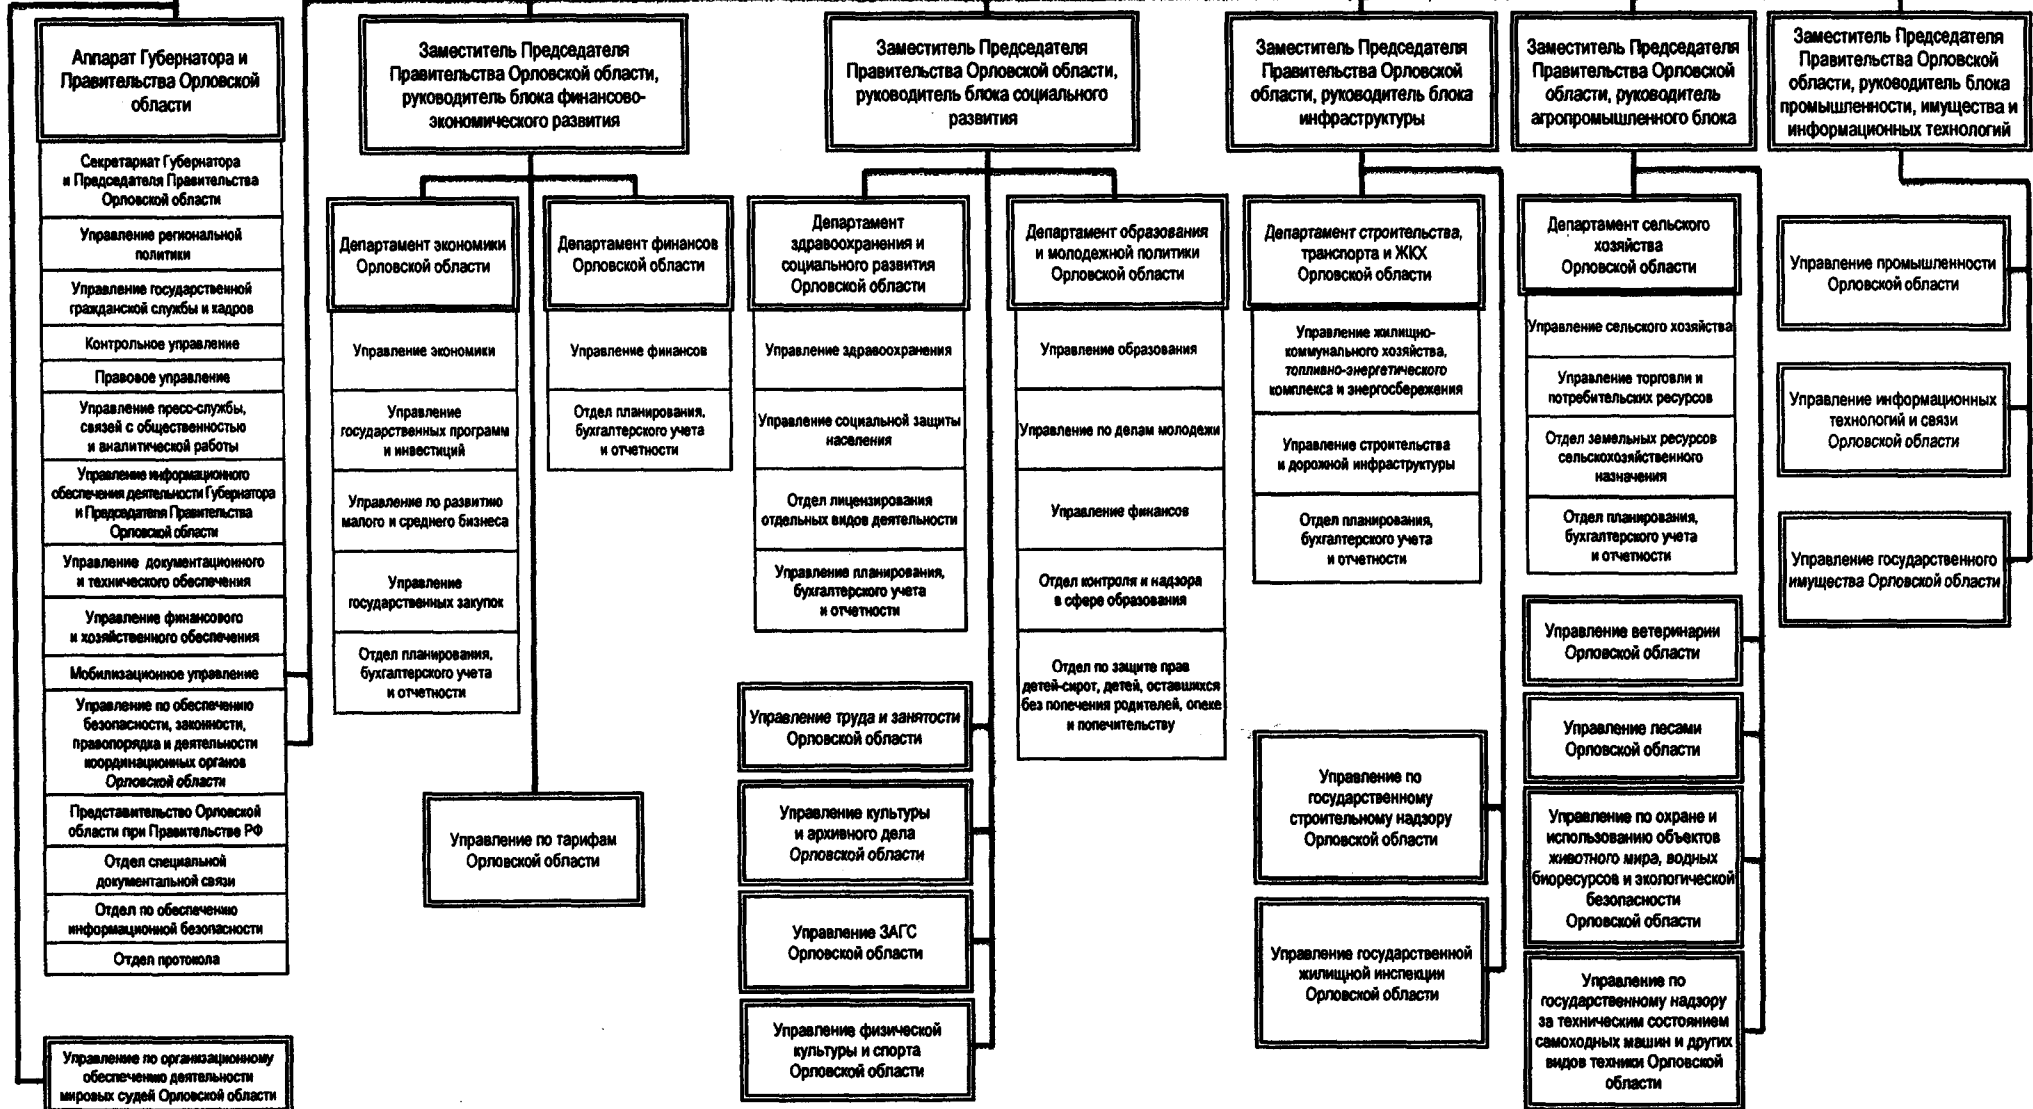 Аппарат Губернатора и
Правительства Орловской
области
Секретариат Губернатора
и Председателя Правительства
Орловской области
Управление региональной
политики
Управление государственной
гражданской службы и кадров
Контрольное управление
Правовое управление
Управление пресс-службы,
связей с общественностью
и аналитической работы
Управление информационного
обеспечения деятельности Губернатора
и Председателя Правительства
Орловской области
Управление документационного
и технического обеспечения
Управление финансового
и хозяйственного обеспечения
Мобилизационное управление
Управление по обеспечению
безопасности, законности,
правопорядка и деятельности
координационных органов
Орловской области
Представительство Орловской
области при Правительстве РФ
Отдел специальной
документальной связи
Отдел по обеспечению
информационной безопасности
Отдел протокола
Управление по организационному
обеспечению деятельности
мировых судей Орловской области
Заместитель Председателя
Правительства Орловской области,
руководитель блока финансово-
экономического развития
Департамент экономики
Орловской области
Управление экономики
Управление
государственных программ
и инвестиций
Управление по развитию
малого и среднего бизнеса
Управление
государственных закупок
Отдел планирования,
бухгалтерского учета
и отчетности
Департамент финансов
Орловской области
Управление финансов
Отдел планирования,
бухгалтерского учета
и отчетности
Управление по тарифам
Орловской области
Заместитель Председателя
Правительства Орловской области,
руководитель блока социального
развития
Департамент
здравоохранения и
социального развития
Орловской области
Управление здравоохранения
Управление социальной защиты
населения
Отдел лицензирования
отдельных видов деятельности
Управление планирования,
бухгалтерского учета
и отчетности
Управление труда и занятости
Орловской области
Управление культуры
и архивного дела
Орловской области
Управление ЗАГС
Орловской области
Управление физической
культуры и спорта
Орловской области
Департамент образования
и молодежной политики
Орловской области
Управление образования
Управление по делам молодежи
Управление финансов
Отдел контроля и надзора
в сфере образования
Отдел по защите прав
детей-сирот, детей, оставшихся
без попечения родителей, опеке
и попечительству
Заместитель Председателя
Правительства Орловской
области, руководитель блока
инфраструктуры
Департамент строительства,
транспорта и ЖКХ
Орловской области
Управление жилищно-
коммунального хозяйства,
топливно-энергетического
комплекса и энергосбережения
Управление строительства
и дорожной инфраструктуры
Отдел планирования,
бухгалтерского учета
и отчетности
Управление по
государственному
строительному надзору
Орловской области
Управление государственной
жилищной инспекции
Орловской области
Заместитель Председателя
Правительства Орловской
области, руководитель
агропромышленного блока
Департамент сельского
хозяйства
Орловской области
Управление сельского хозяйства
Управление торговли и
потребительских ресурсов
Отдел земельных ресурсов
сельскохозяйственного
назначения
Отдел планирования,
бухгалтерского учета
и отчетности
Управление ветеринарии
Орловской области
Управление лесами
Орловской области
Управление по охране и
использованию объектов
животного мира, водных
биоресурсов и экологической
безопасности
Орловской области
Управление по
государственному надзору
за техническим состоянием
самоходных машин и других
видов техники Орловской
области
Заместитель Председателя
Правительства Орловской
области, руководитель блока
промышленности, имущества и
информационных технологий
Управление промышленности
Орловской области
Управление информационных
технологий и связи
Орловской области
Управление государственного
имущества Орловской области